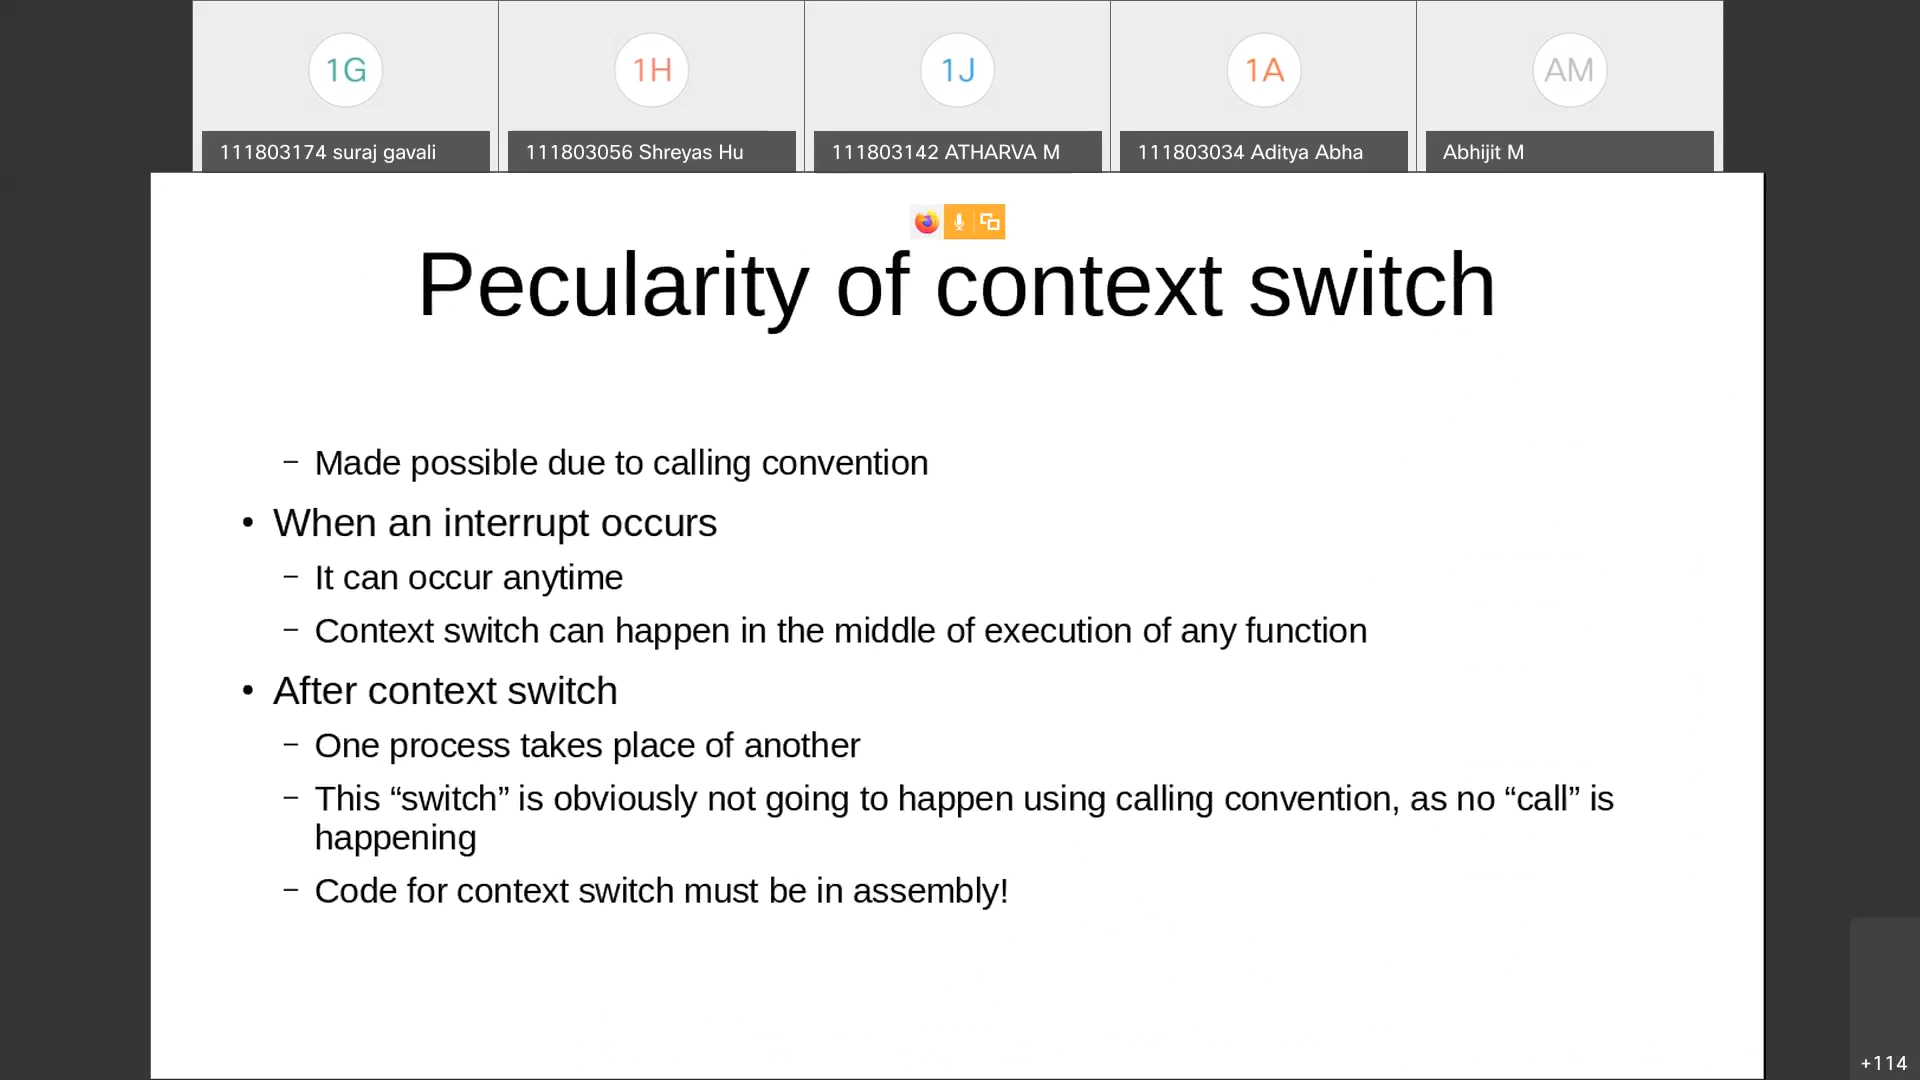 1G
1H
1J
1A
AM
111803174 suraj gavali
111803056 Shreyas Hu
111803142 ATHARVA M
111803034 Aditya Abha
Abhijit M
Pecularity of context switch
– Made possible due to calling convention
• When an interrupt occurs
– It can occur anytime
– Context switch can happen in the middle of execution of any function
• After context switch
– One process takes place of another
– This “switch” is obviously not going to happen using calling convention, as no “call” is
happening
– Code for context switch must be in assembly!
+114